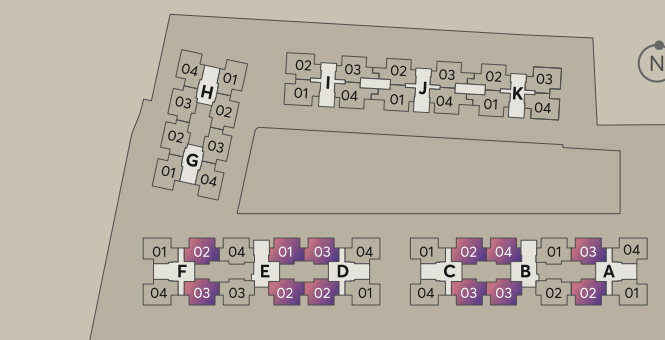 N
04 01
H
03 02
02 03
G
01 04
02 03 02 03 02 03
I J K
01 04 01 04 01 04
01 02 04 01 03 04
F E D
04 03 03 02 02 01
01 02 04 01 03 04
C B A
04 03 03 02 02 01